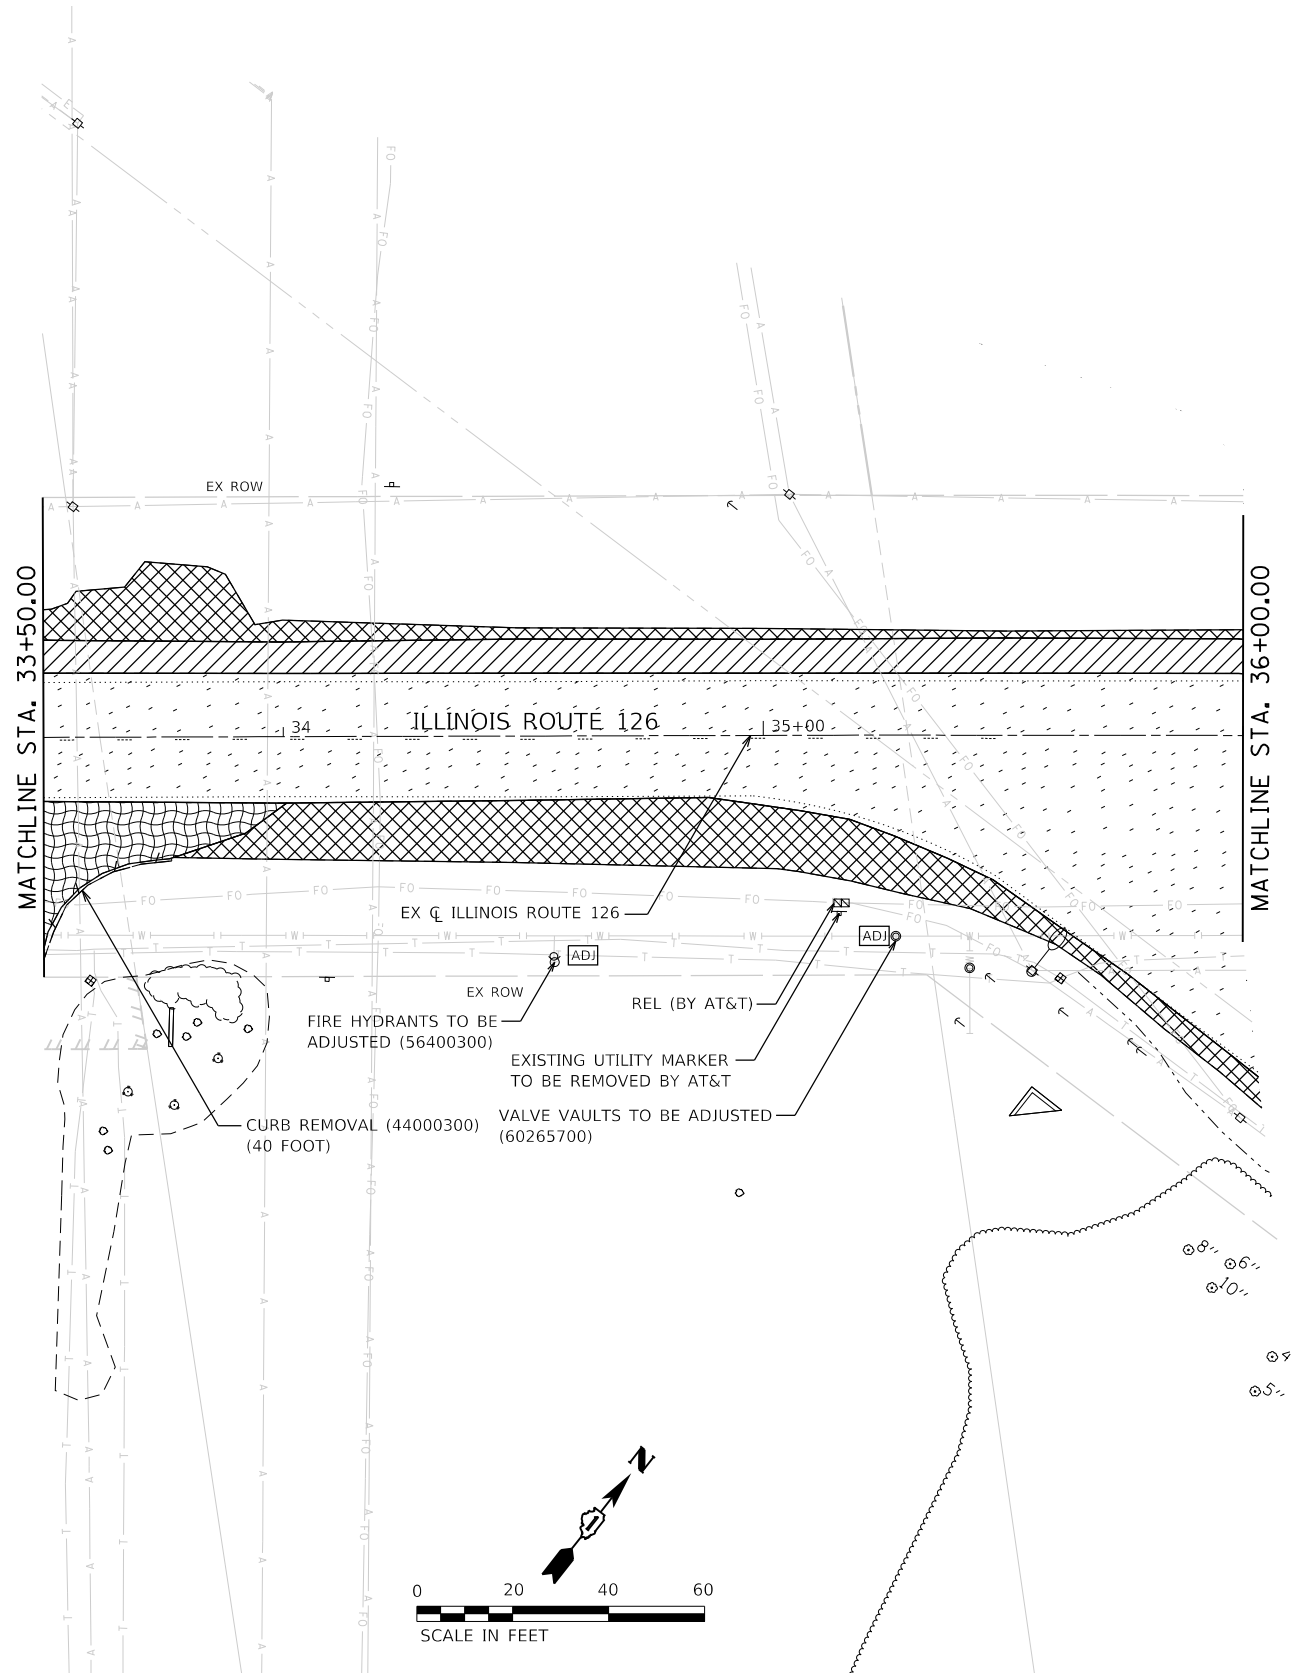 EX ROW
MATCHLINE STA. 33+50.00
MATCHLINE STA. 36+00.00
34
ILLINOIS ROUTE 126
35+00
EX ℄ ILLINOIS ROUTE 126
ADJ
ADJ
EX ROW
REL (BY AT&T)
FIRE HYDRANTS TO BE
ADJUSTED (56400300)
EXISTING UTILITY MARKER
TO BE REMOVED BY AT&T
VALVE VAULTS TO BE ADJUSTED
(60265700)
CURB REMOVAL (44000300)
(40 FOOT)
8"
6"
10"
4
5"
N
0 20 40 60
SCALE IN FEET